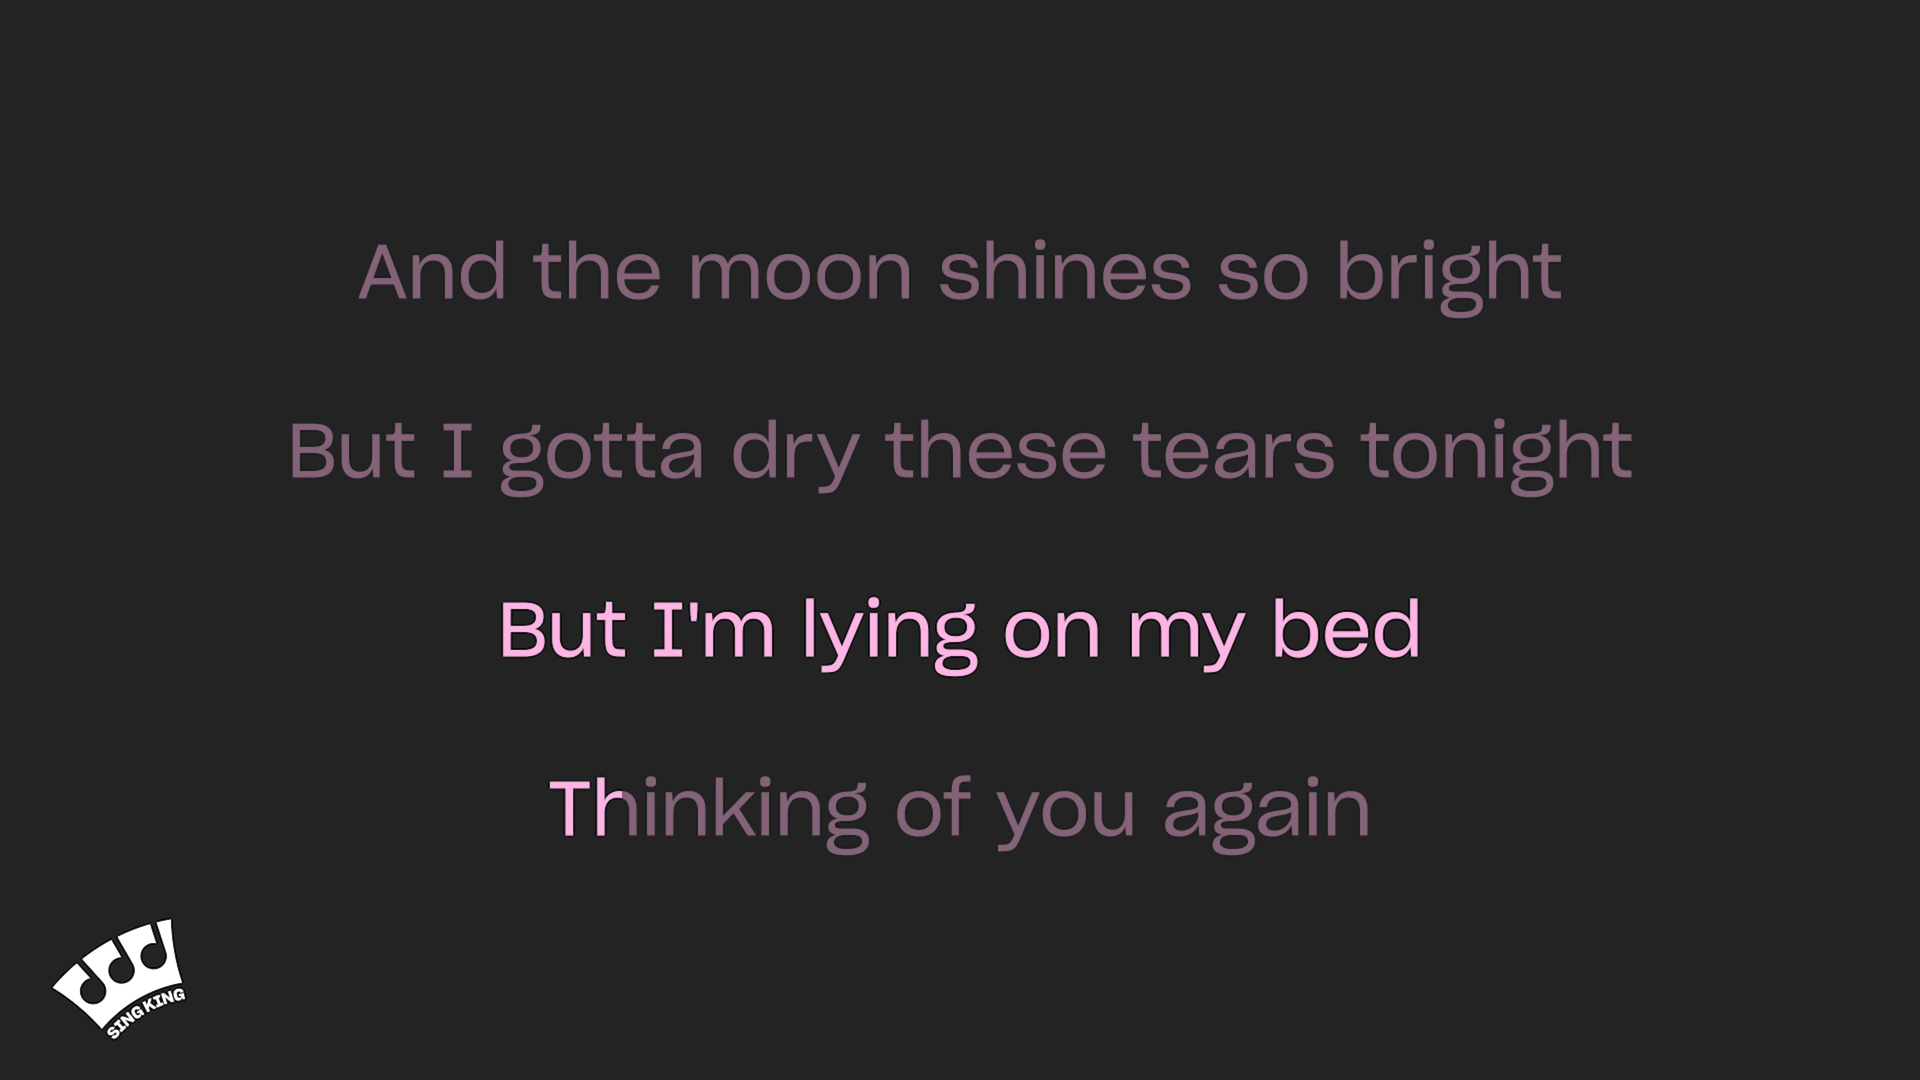 And the moon shines so bright
But I gotta dry these tears tonight
But I'm lying on my bed
Thinking of you again
SING KING